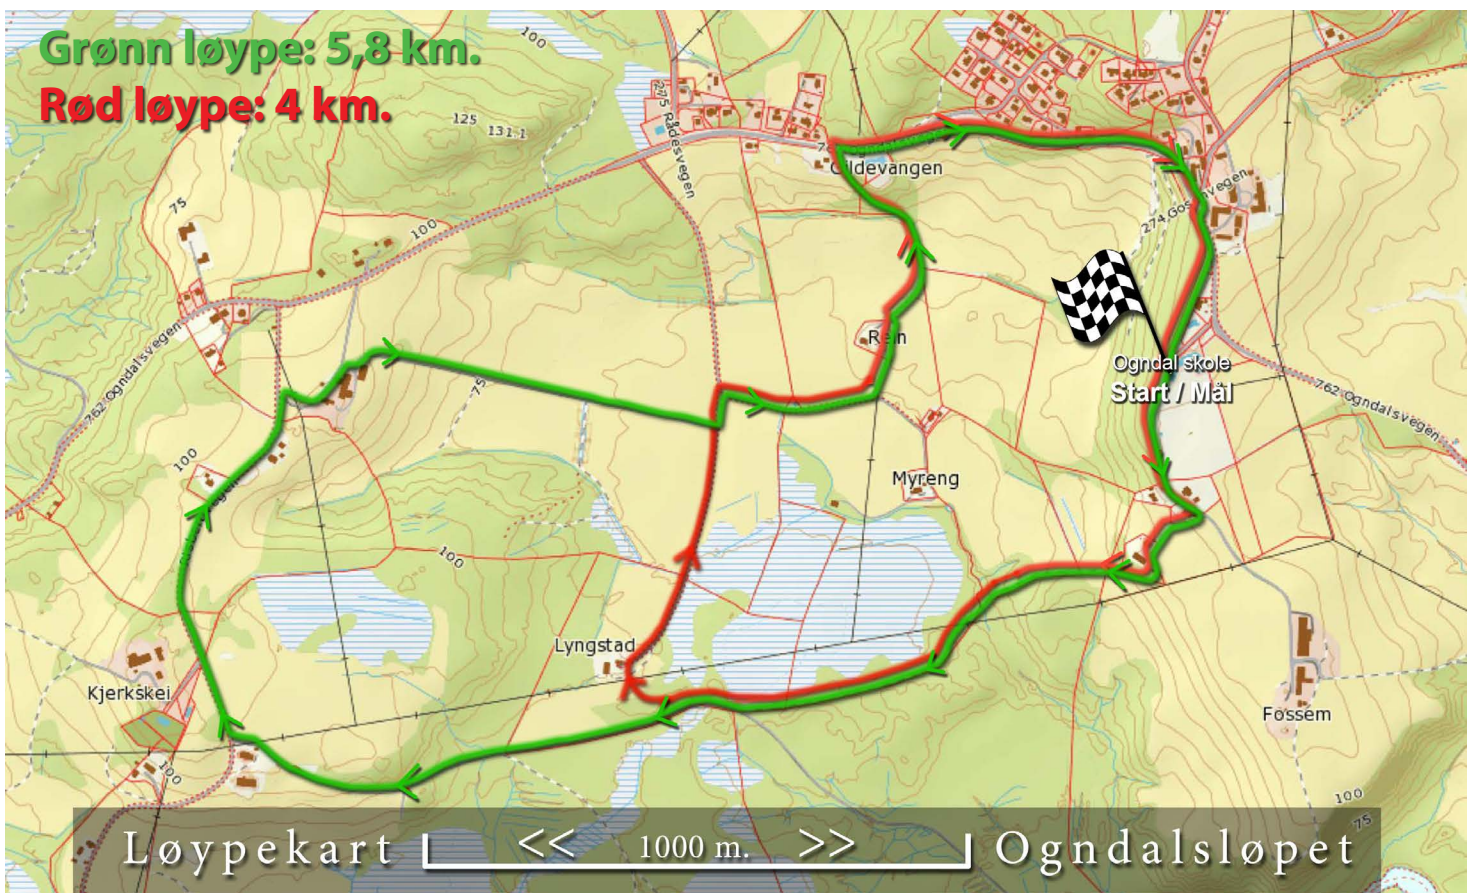 Grønn løype: 5,8 km.
Rød løype: 4 km.
100
125
131.1
275 Rådesvegen
75
100
Gildevangen
274
762 Ogndalsvegen
Rein
Ogndal skole
Start / Mål
762 Ogndalsvegen
75
100
Myreng
100
Lyngstad
Kjerkskei
Fossem
100
100
75
Løypekart
<< 1000 m. >>
Ogndalsløpet